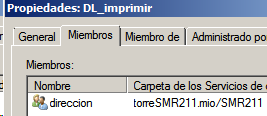 Propiedades: DL_imprimir
General Miembros Miembro de Administrado po
Miembros:
Nombre Carpeta de los Servicios de
direccion torreSMR211.mio/SMR211